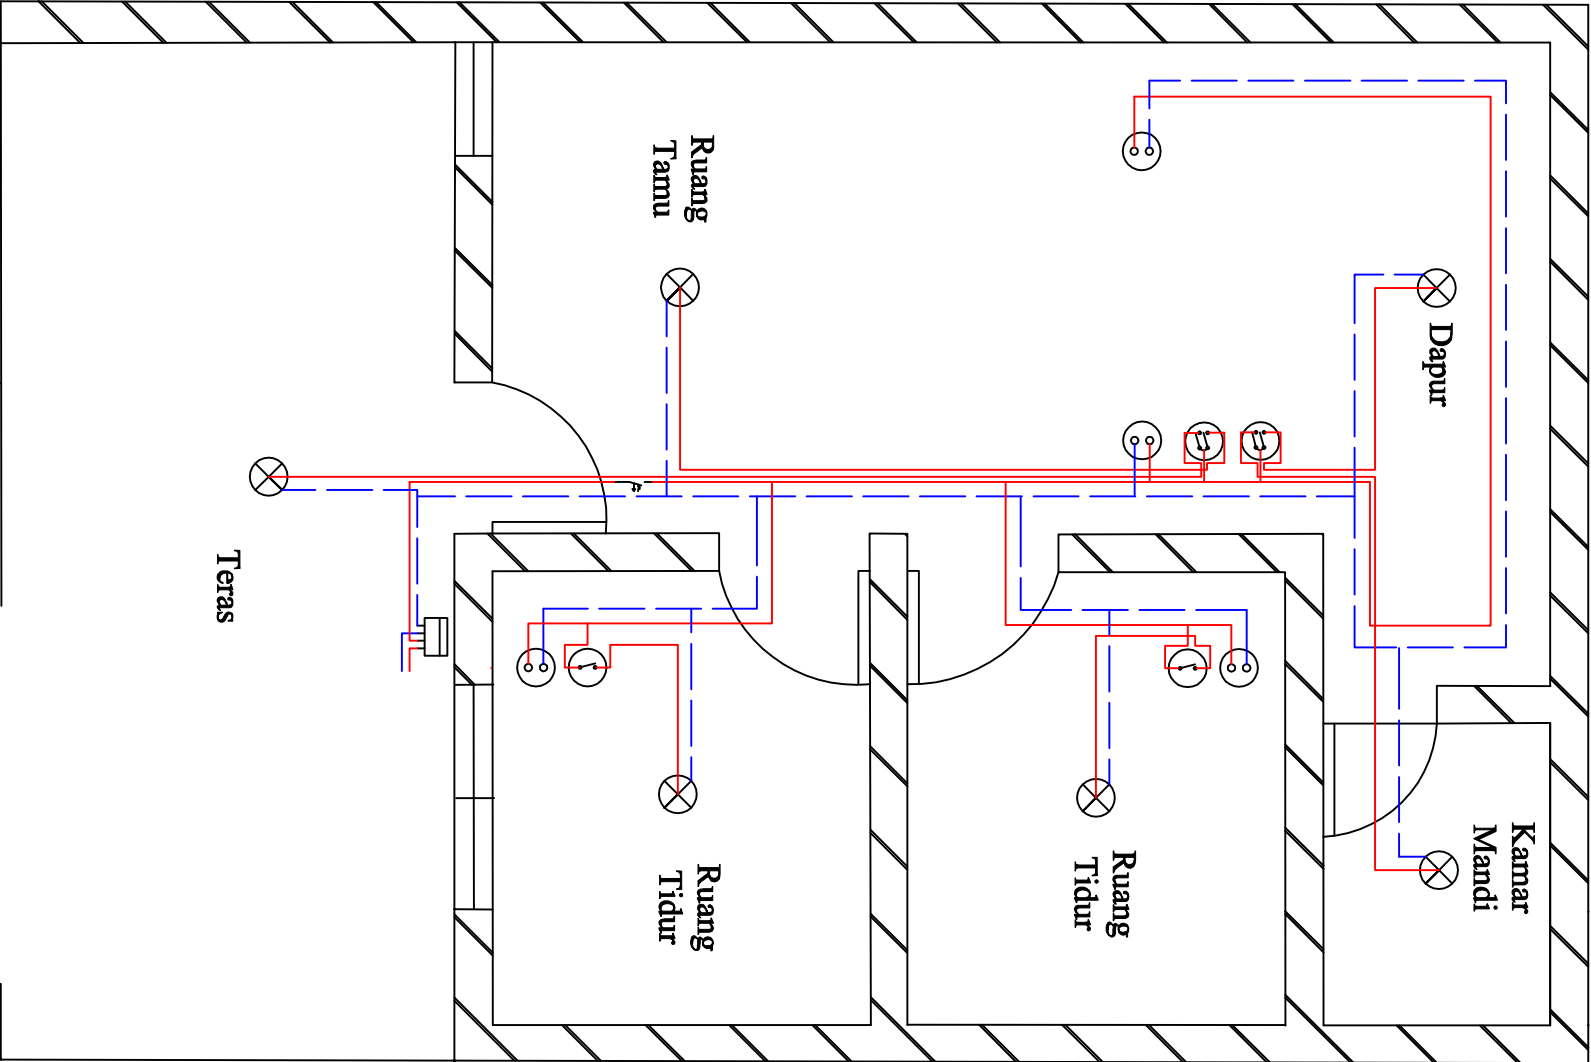 Ruang
Tamu
Dapur
Teras
Ruang
Tidur
Ruang
Tidur
Kamar
Mandi